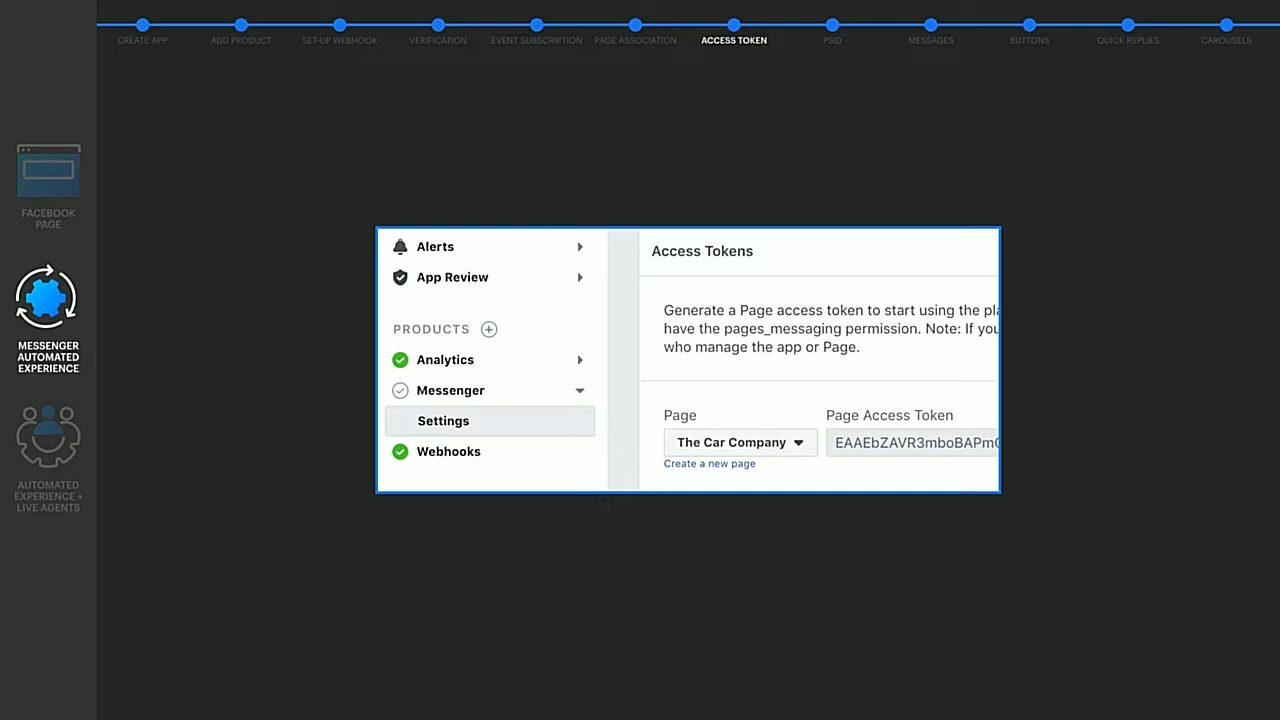 CREATE APP
ADD PRODUCT
SET-UP WEBHOOK
VERIFICATION
EVENT SUBSCRIPTION
PAGE ASSOCIATION
ACCESS TOKEN
PSID
MESSAGES
BUTTONS
QUICK REPLIES
CAROUSELS
FACEBOOK
PAGE
MESSENGER
AUTOMATED
EXPERIENCE
AUTOMATED
EXPERIENCE +
LIVE AGENTS
Alerts
App Review
PRODUCTS
Analytics
Messenger
Settings
Webhooks
Access Tokens
Generate a Page access token to start using the pla
have the pages_messaging permission. Note: If you
who manage the app or Page.
Page
Page Access Token
The Car Company
EAAEbZAVR3mboBAPm
Create a new page